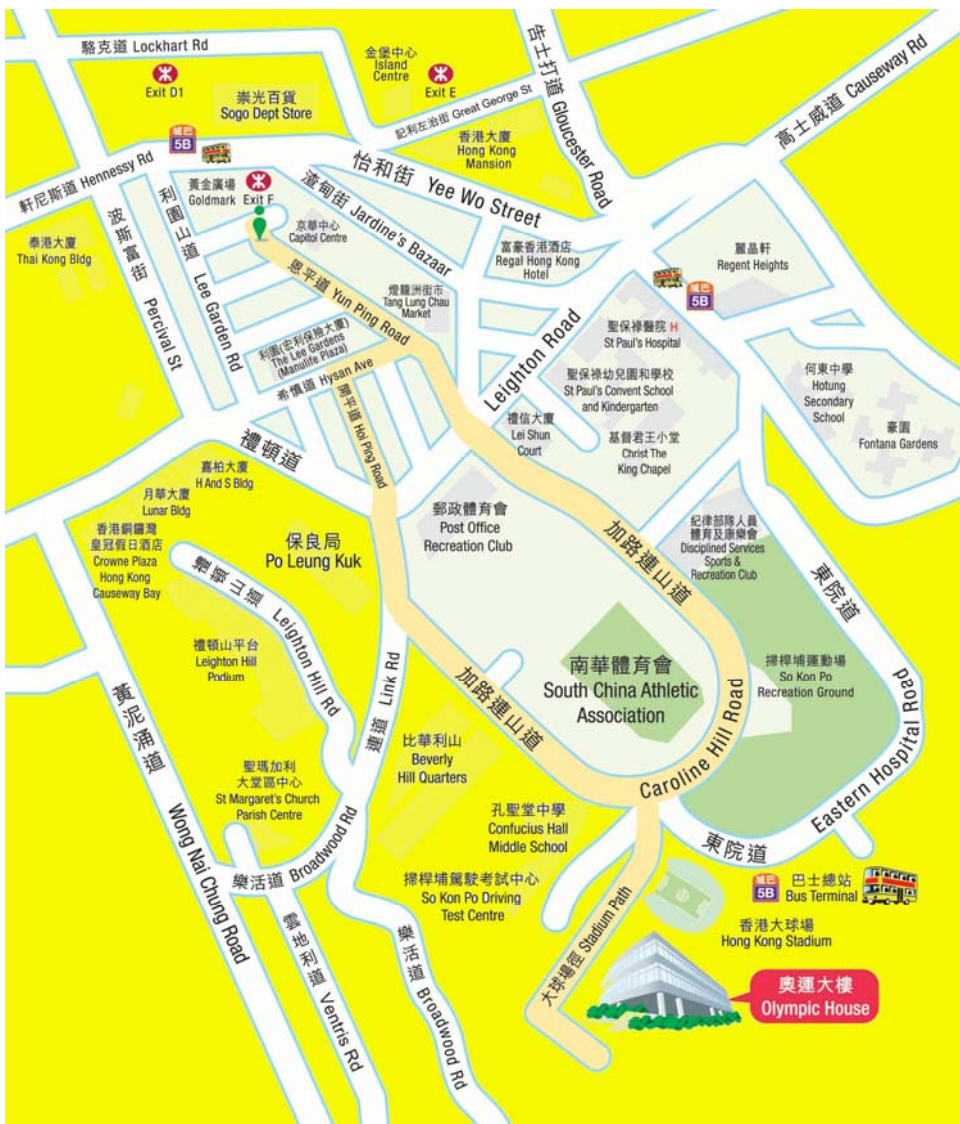 駱克道 Lockhart Rd
Exit D1
崇光百貨
Sogo Dept Store
金堡中心
Island
Centre
Exit E
告士打道 Gloucester Road
高士威道 Causeway Rd
記利左治街 Great George St
香港大廈
Hong Kong
Mansion
城巴
5B
軒尼斯道 Hennessy Rd
怡和街 Yee Wo Street
黃金廣場
Goldmark
Exit F
渣甸街 Jardine's Bazaar
京華中心
Capitol Centre
利園山道 Lee Garden Rd
波斯富街 Percival St
泰港大廈
Thai Kong Bldg
富豪香港酒店
Regal Hong Kong
Hotel
麗晶軒
Regent Heights
城巴
5B
恩平道 Yun Ping Road
燈籠洲街市
Tang Lung Chau
Market
聖保祿醫院 H
St Paul's Hospital
利園(宏利保險大廈)
The Lee Gardens
(Manulife Plaza)
Leighton Road
希慎道 Hysan Ave
開平道 Hoi Ping Road
聖保祿幼兒園和學校
St Paul's Convent School
and Kindergarten
何東中學
Hotung
Secondary
School
禮信大廈
Lei Shun
Court
基督君王小堂
Christ The
King Chapel
豪園
Fontana Gardens
禮頓道
嘉柏大廈
H And S Bldg
月華大廈
Lunar Bldg
香港銅鑼灣
皇冠假日酒店
Crowne Plaza
Hong Kong
Causeway Bay
保良局
Po Leung Kuk
郵政體育會
Post Office
Recreation Club
加路連山道
紀律部隊人員
體育及康樂會
Disciplined Services
Sports &
Recreation Club
東院道
禮頓山道 Leighton Hill Rd
禮頓山平台
Leighton Hill
Podium
南華體育會
South China Athletic
Association
掃桿埔運動場
So Kon Po
Recreation Ground
黃泥涌道 Wong Nai Chung Road
連道 Link Rd
加路連山道
Caroline Hill Road
Eastern Hospital Road
比華利山
Beverly
Hill Quarters
聖瑪加利
大堂區中心
St Margaret's Church
Parish Centre
孔聖堂中學
Confucius Hall
Middle School
東院道
樂活道 Broadwood Rd
掃桿埔駕駛考試中心
So Kon Po Driving
Test Centre
城巴
5B
巴士總站
Bus Terminal
香港大球場
Hong Kong Stadium
雲地利道 Ventris Rd
樂活道 Broadwood Rd
大球場徑 Stadium Path
奧運大樓
Olympic House